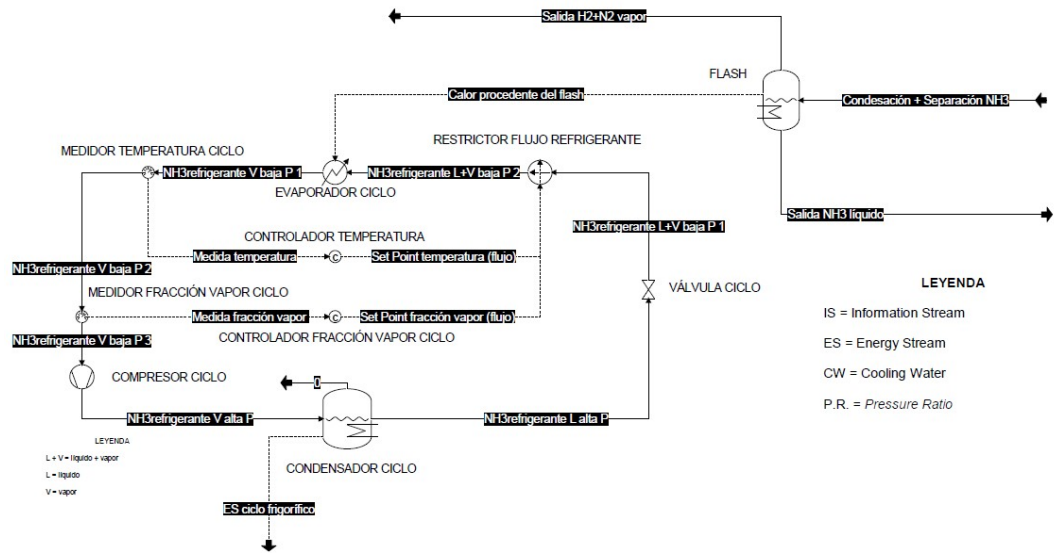 Salida H2+N2 vapor
FLASH
Calor procedente del flash
Condesación + Separación NH3
RESTRICTOR FLUJO REFRIGERANTE
MEDIDOR TEMPERATURA CICLO
NH3refrigerante V baja P 1
NH3refrigerante L+V baja P 2
EVAPORADOR CICLO
Salida NH3 líquido
NH3refrigerante L+V baja P 1
CONTROLADOR TEMPERATURA
Medida temperatura
C
Set Point temperatura (flujo)
NH3refrigerante V baja P 2
LEYENDA
VÁLVULA CICLO
MEDIDOR FRACCIÓN VAPOR CICLO
IS = Information Stream
Medida fracción vapor
C
Set Point fracción vapor (flujo)
NH3refrigerante V baja P 3
CONTROLADOR FRACCIÓN VAPOR CICLO
ES = Energy Stream
CW = Cooling Water
COMPRESOR CICLO
0
P.R. = Pressure Ratio
NH3refrigerante V alta P
NH3refrigerante L alta P
LEYENDA
L + V = líquido + vapor
L = líquido
V = vapor
CONDENSADOR CICLO
ES ciclo frigorífico